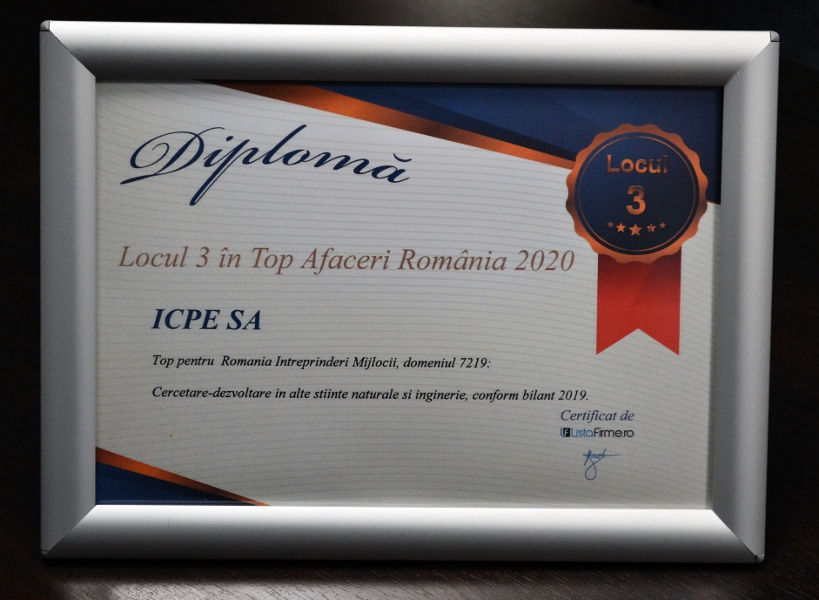 Diplomă
Locul
3
Locul 3 în Top Afaceri România 2020
ICPE SA
Top pentru Romania Intreprinderi Mijlocii, domeniul 7219:
Cercetare-dezvoltare in alte stiinte naturale si inginerie, conform bilant 2019.
Certificat de
ListaFirme.ro